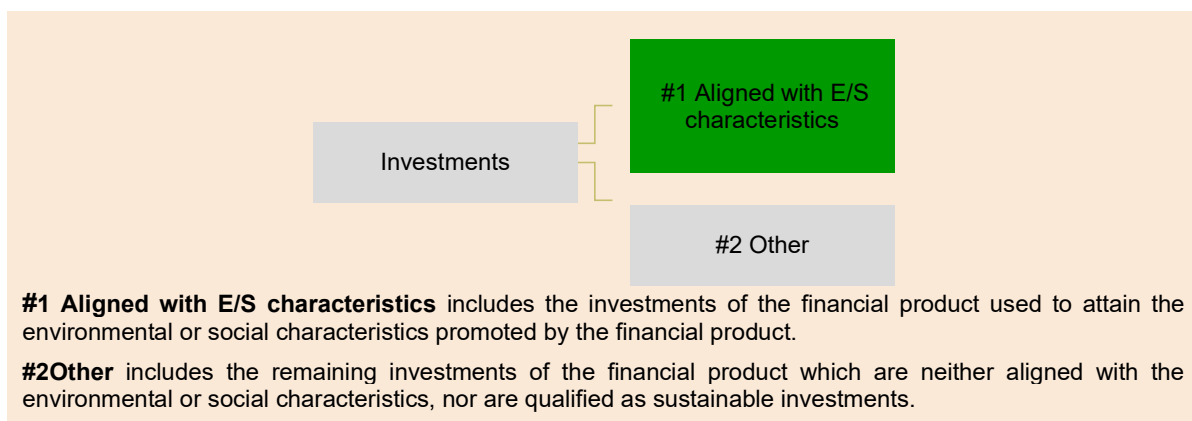 #1 Aligned with E/S
characteristics
Investments
#2 Other
#1 Aligned with E/S characteristics includes the investments of the financial product used to attain the
environmental or social characteristics promoted by the financial product.
#2Other includes the remaining investments of the financial product which are neither aligned with the
environmental or social characteristics, nor are qualified as sustainable investments.